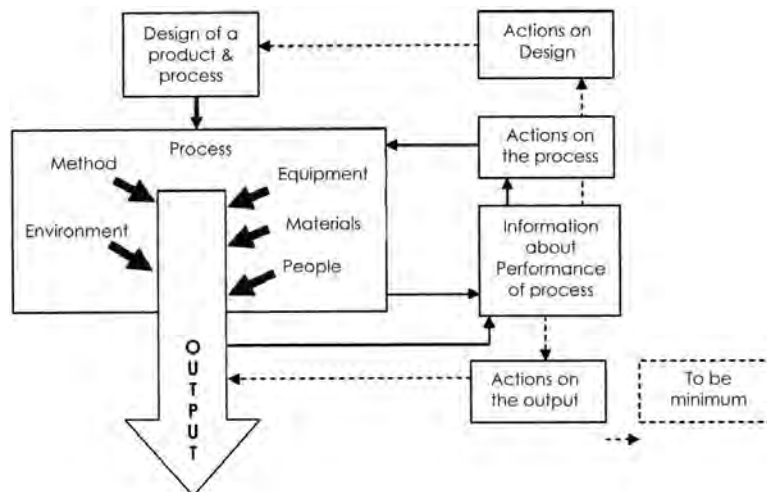 Design of a
product &
process
Actions on
Design
Process
Method
Equipment
Environment
Materials
People
Actions on
the process
Information
about
Performance
of process
OUTPUT
Actions on
the output
To be
minimum